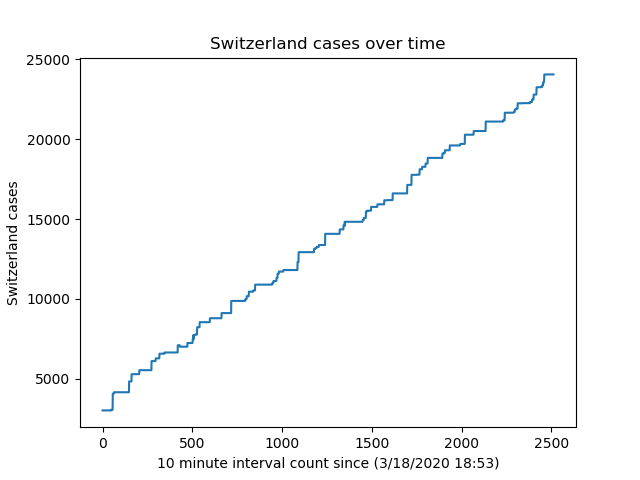 Switzerland cases over time
25000
20000
15000
10000
5000
Switzerland cases
0 500 1000 1500 2000 2500
10 minute interval count since (3/18/2020 18:53)